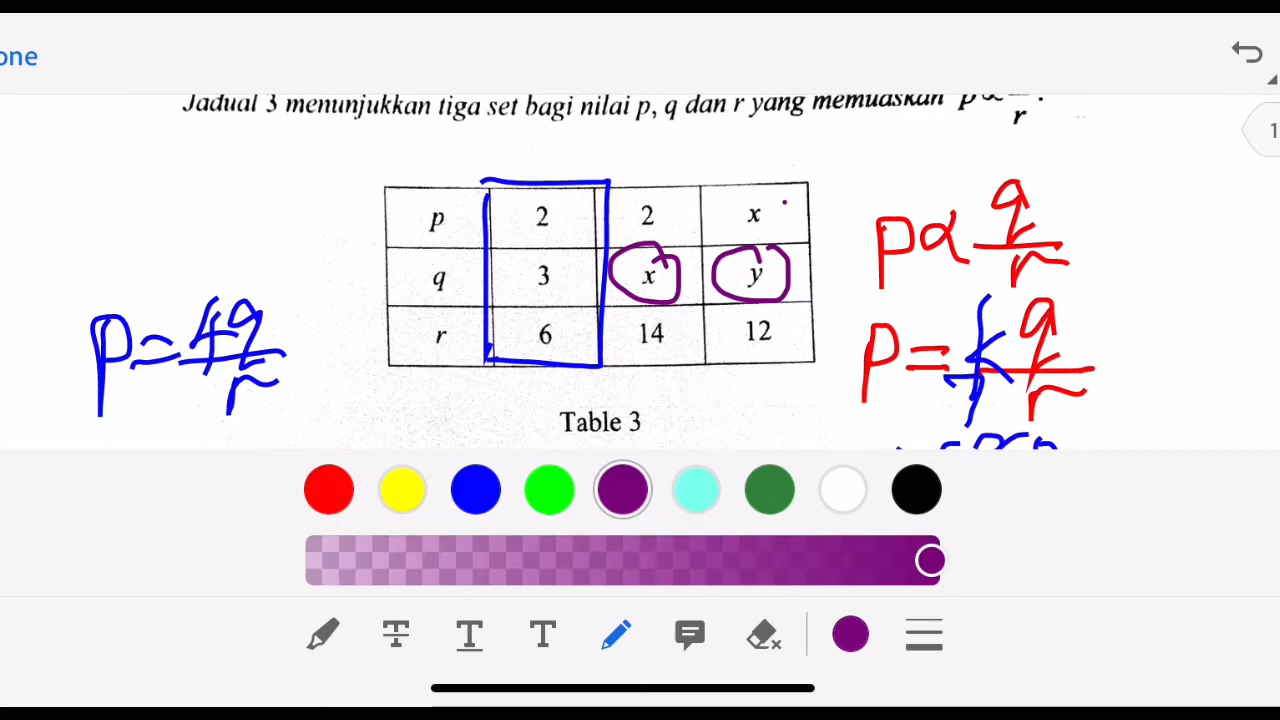 one
Jadual 3 menunjukkan tiga set bagi nilai p, q dan r yang memuaskan p ∝ — r .
1
p 2 2 x
q 3 x y
r 6 14 12
Table 3
p ∝ q/r
p = k q/r
p = 4q/r
T T T